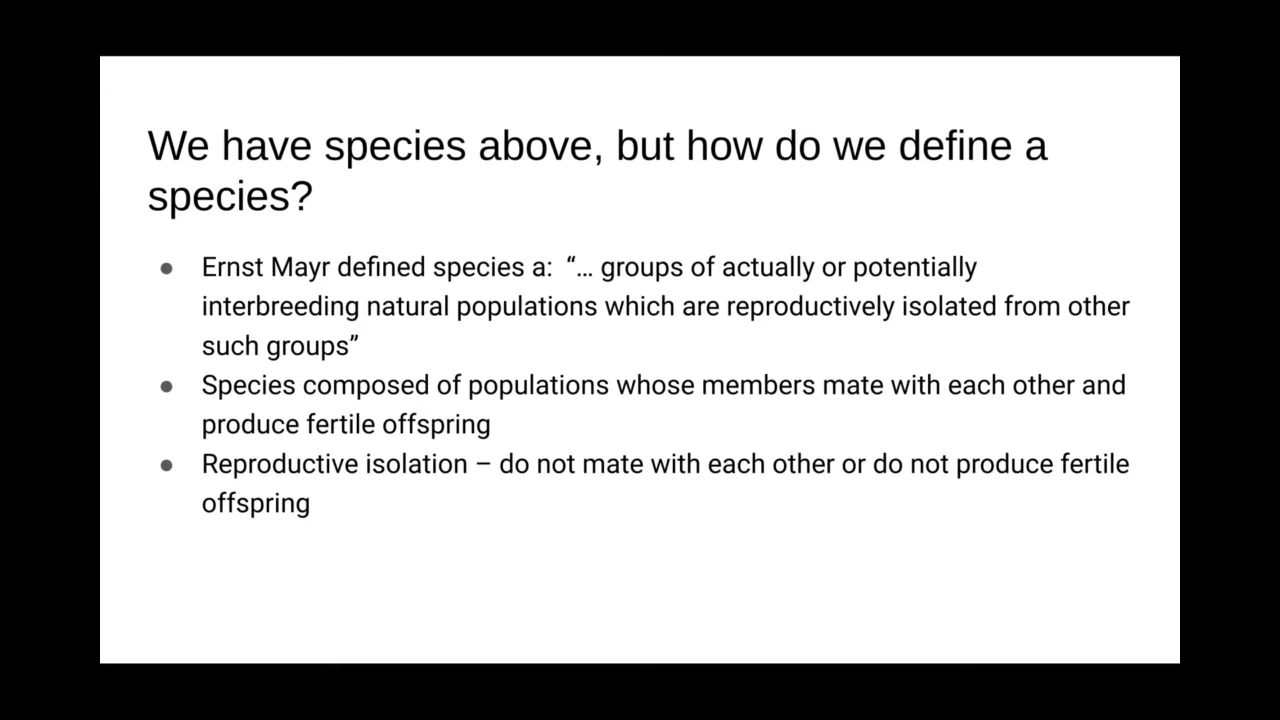 We have species above, but how do we define a
species?
● Ernst Mayr defined species a:  “... groups of actually or potentially
interbreeding natural populations which are reproductively isolated from other
such groups”
● Species composed of populations whose members mate with each other and
produce fertile offspring
● Reproductive isolation – do not mate with each other or do not produce fertile
offspring